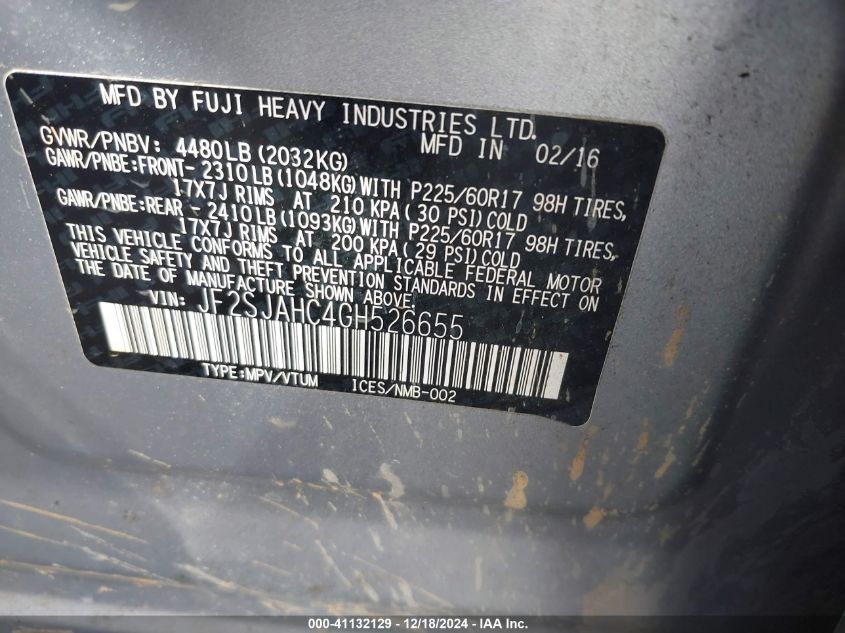 MFD BY FUJI HEAVY INDUSTRIES LTD.
GVWR/PNBV: 4480LB(2032KG) MFD IN 02/16
GAWR/PNBE:FRONT- 2310LB(1048KG)WITH P225/60R17 98H TIRES,
17X7J RIMS AT 210 KPA( 30 PSI)COLD
GAWR/PNBE:REAR - 2410LB(1093KG)WITH P225/60R17 98H TIRES,
17X7J RIMS AT 200 KPA( 29 PSI)COLD
THIS VEHICLE CONFORMS TO ALL APPLICABLE FEDERAL MOTOR
VEHICLE SAFETY AND THEFT PREVENTION STANDARDS IN EFFECT ON
THE DATE OF MANUFACTURE SHOWN ABOVE.
VIN: JF2SJAHC4GH526655
TYPE:MPV/VTUM ICES/NMB-002
000-41132129 - 12/18/2024 - IAA Inc.